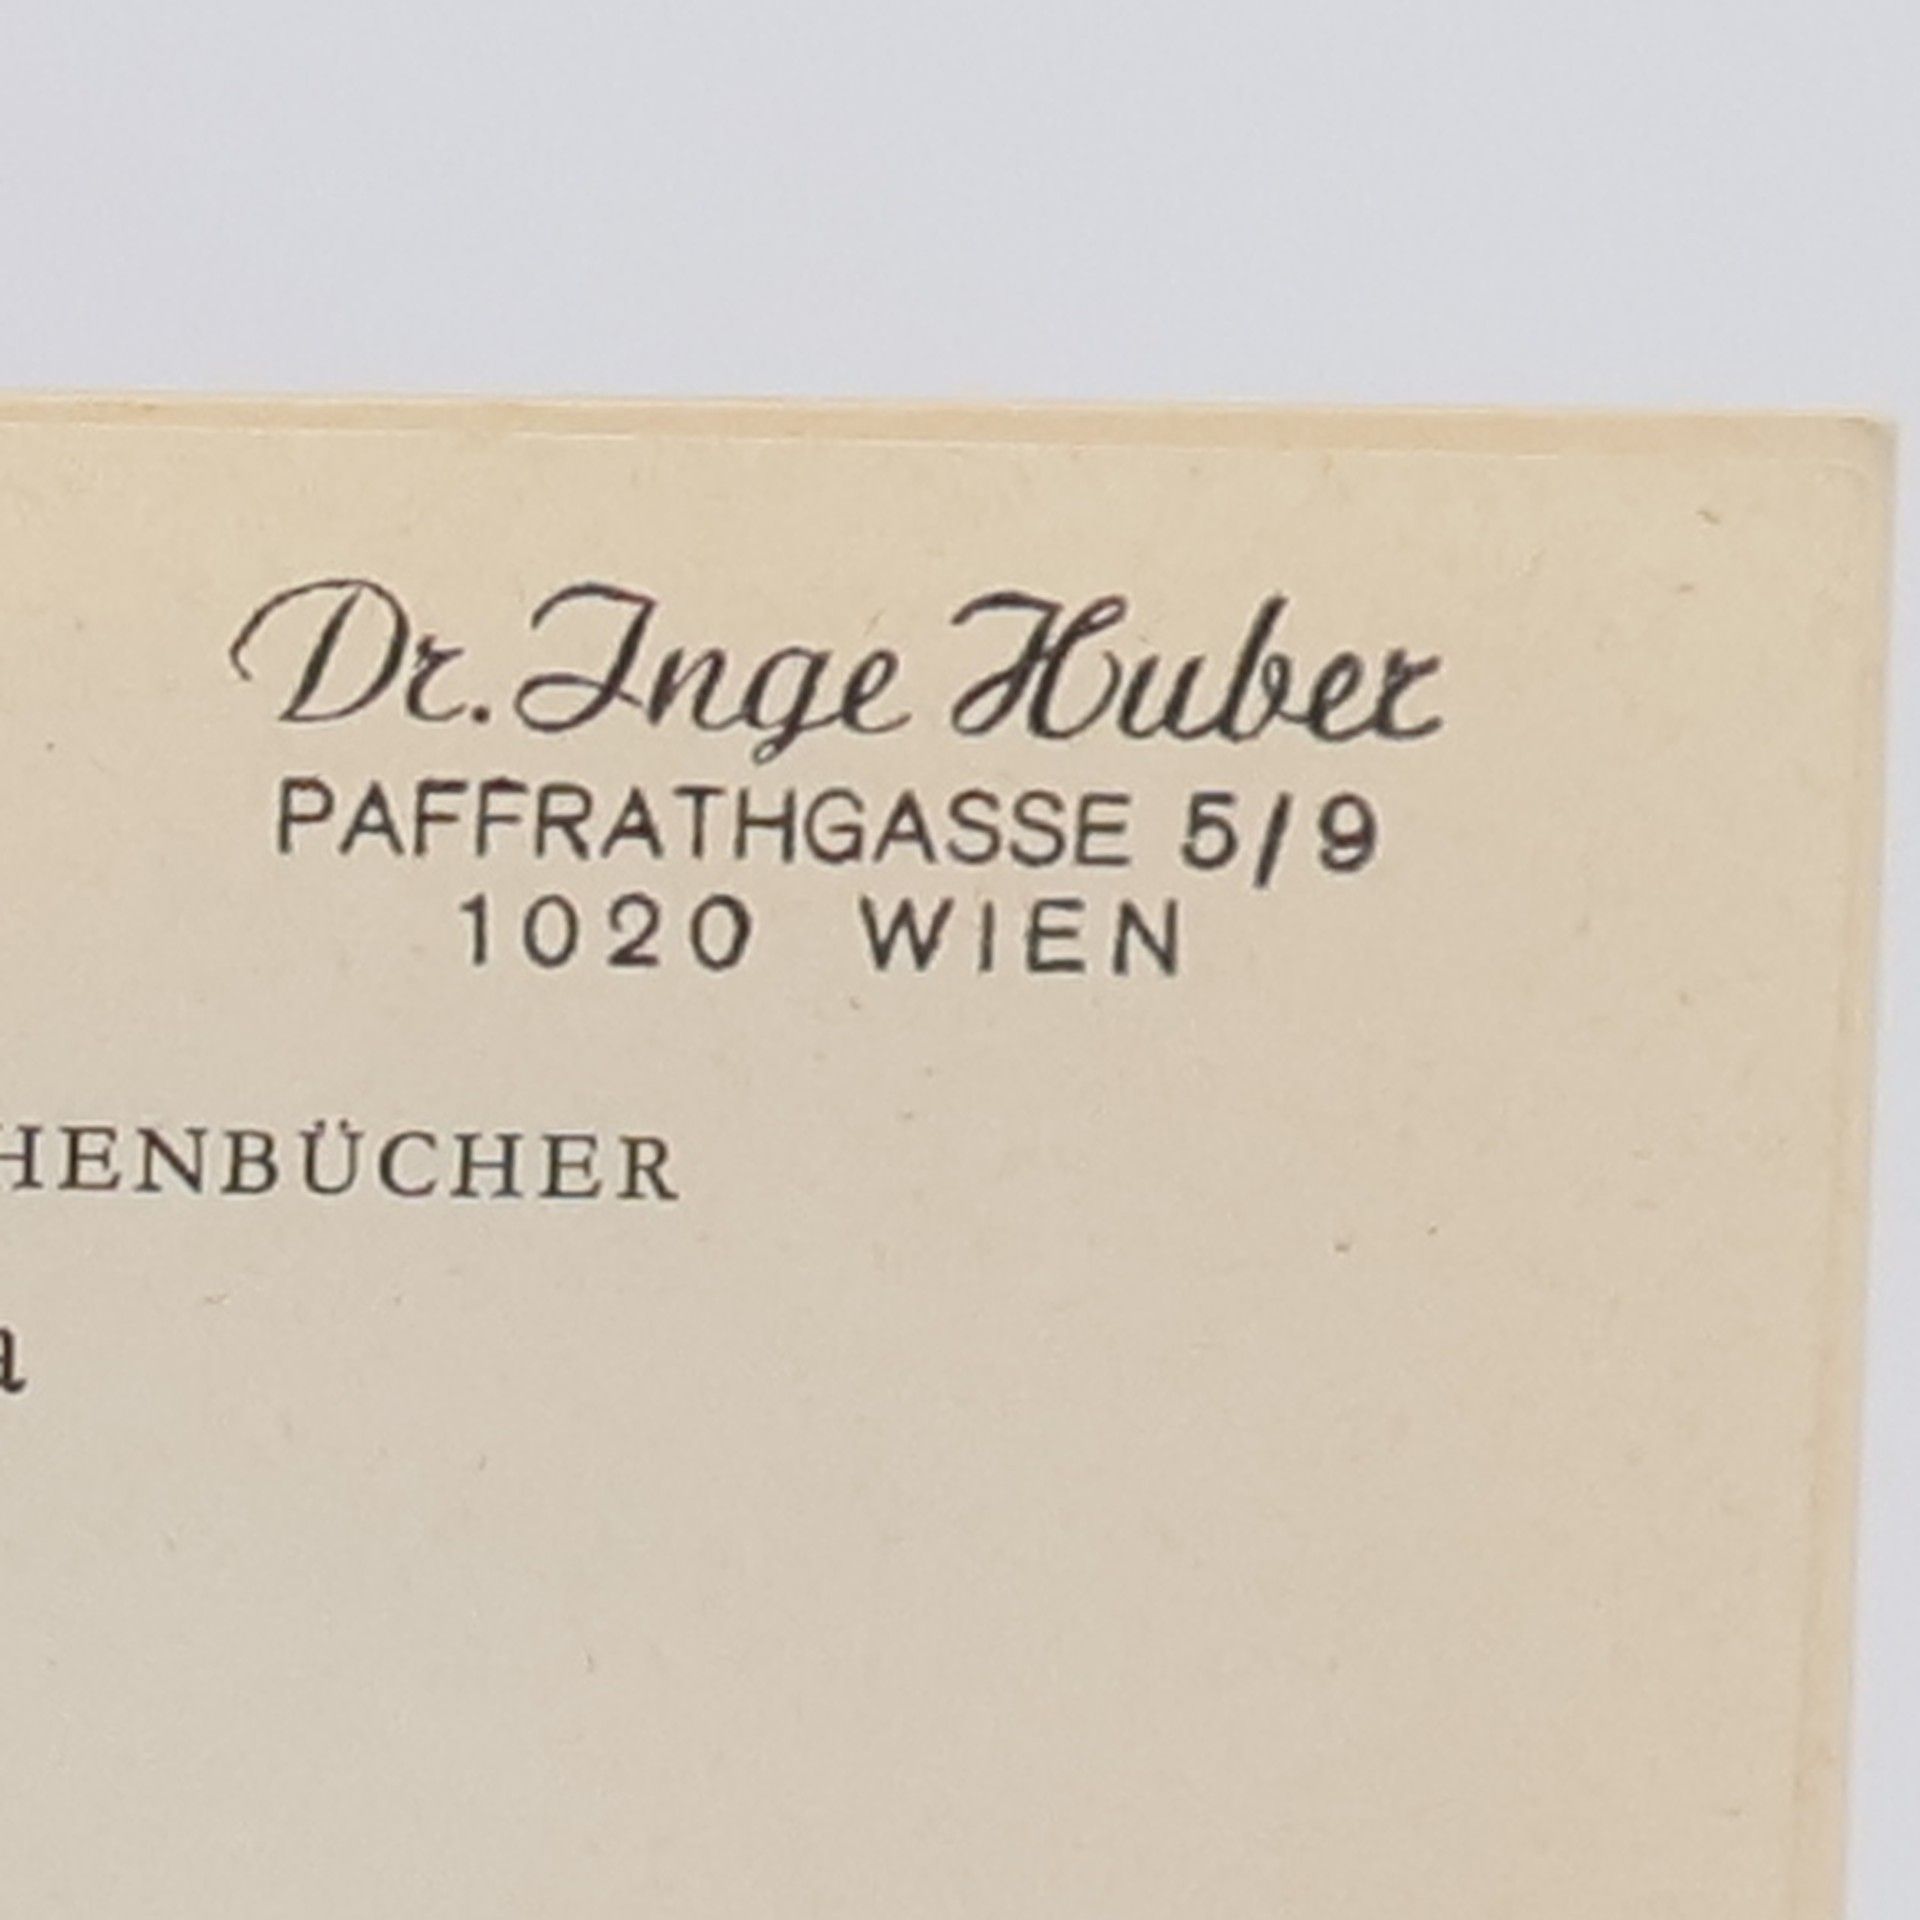 Dr. Inge Huber
PAFFRATHGASSE 5/9
1020 WIEN
HENBÜCHER
a